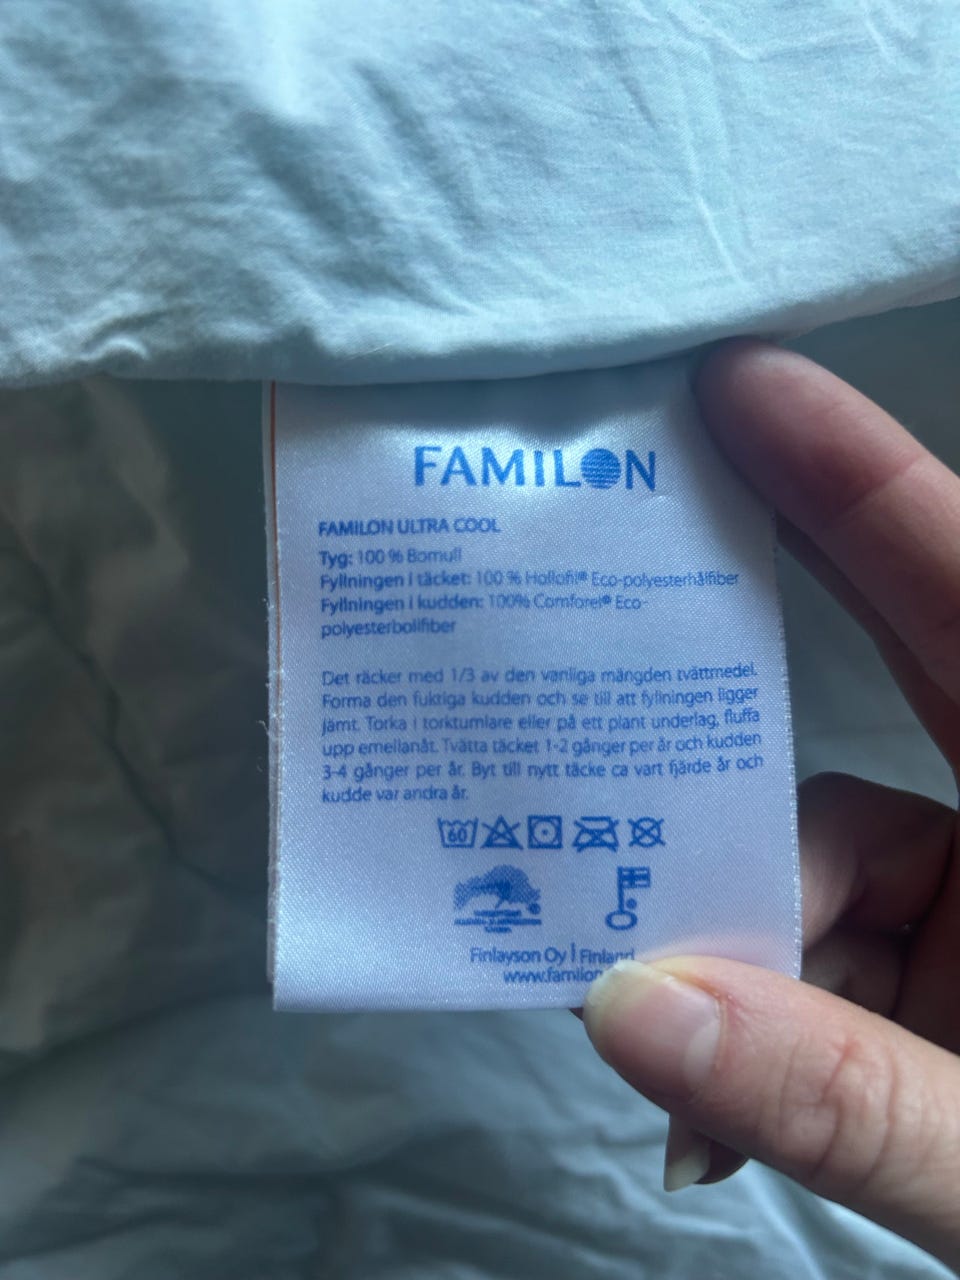 FAMILON
FAMILON ULTRA COOL
Tyg: 100 % Bomull
Fyllningen i täcket: 100 % Hollofil® Eco-polyesterhålfiber
Fyllningen i kudden: 100% Comforel® Eco-
polyesterbollfiber
Det räcker med 1/3 av den vanliga mängden tvättmedel.
Forma den fuktiga kudden och se till att fyllningen ligger
jämt. Torka i torktumlare eller på ett plant underlag, fluffa
upp emellanåt. Tvätta täcket 1-2 gånger per år och kudden
3-4 gånger per år. Byt till nytt täcke ca vart fjärde år och
kudde var andra år.
60
Finlayson Oy | Finland
www.familon